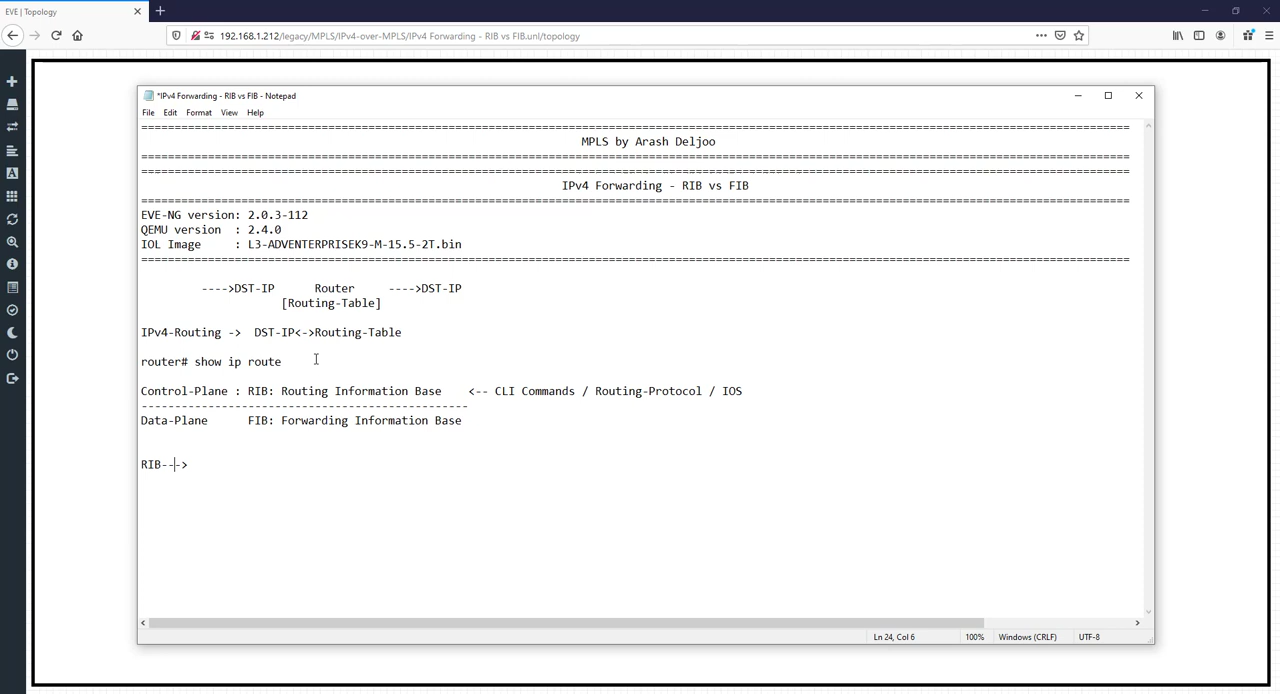 EVE | Topology
192.168.1.212/legacy/MPLS/IPv4-over-MPLS/IPv4 Forwarding - RIB vs FIB.unl/topology
*IPv4 Forwarding - RIB vs FIB - Notepad
File Edit Format View Help
====================================================================================================================================================
MPLS by Arash Deljoo
====================================================================================================================================================
====================================================================================================================================================
IPv4 Forwarding - RIB vs FIB
====================================================================================================================================================
EVE-NG version: 2.0.3-112
QEMU version : 2.4.0
IOL Image : L3-ADVENTERPRISEK9-M-15.5-2T.bin
====================================================================================================================================================
---->DST-IP Router ---->DST-IP
[Routing-Table]
IPv4-Routing -> DST-IP<->Routing-Table
router# show ip route
Control-Plane : RIB: Routing Information Base <-- CLI Commands / Routing-Protocol / IOS
-------------------------------------------------
Data-Plane FIB: Forwarding Information Base
RIB--->
Ln 24, Col 6 100% Windows (CRLF) UTF-8